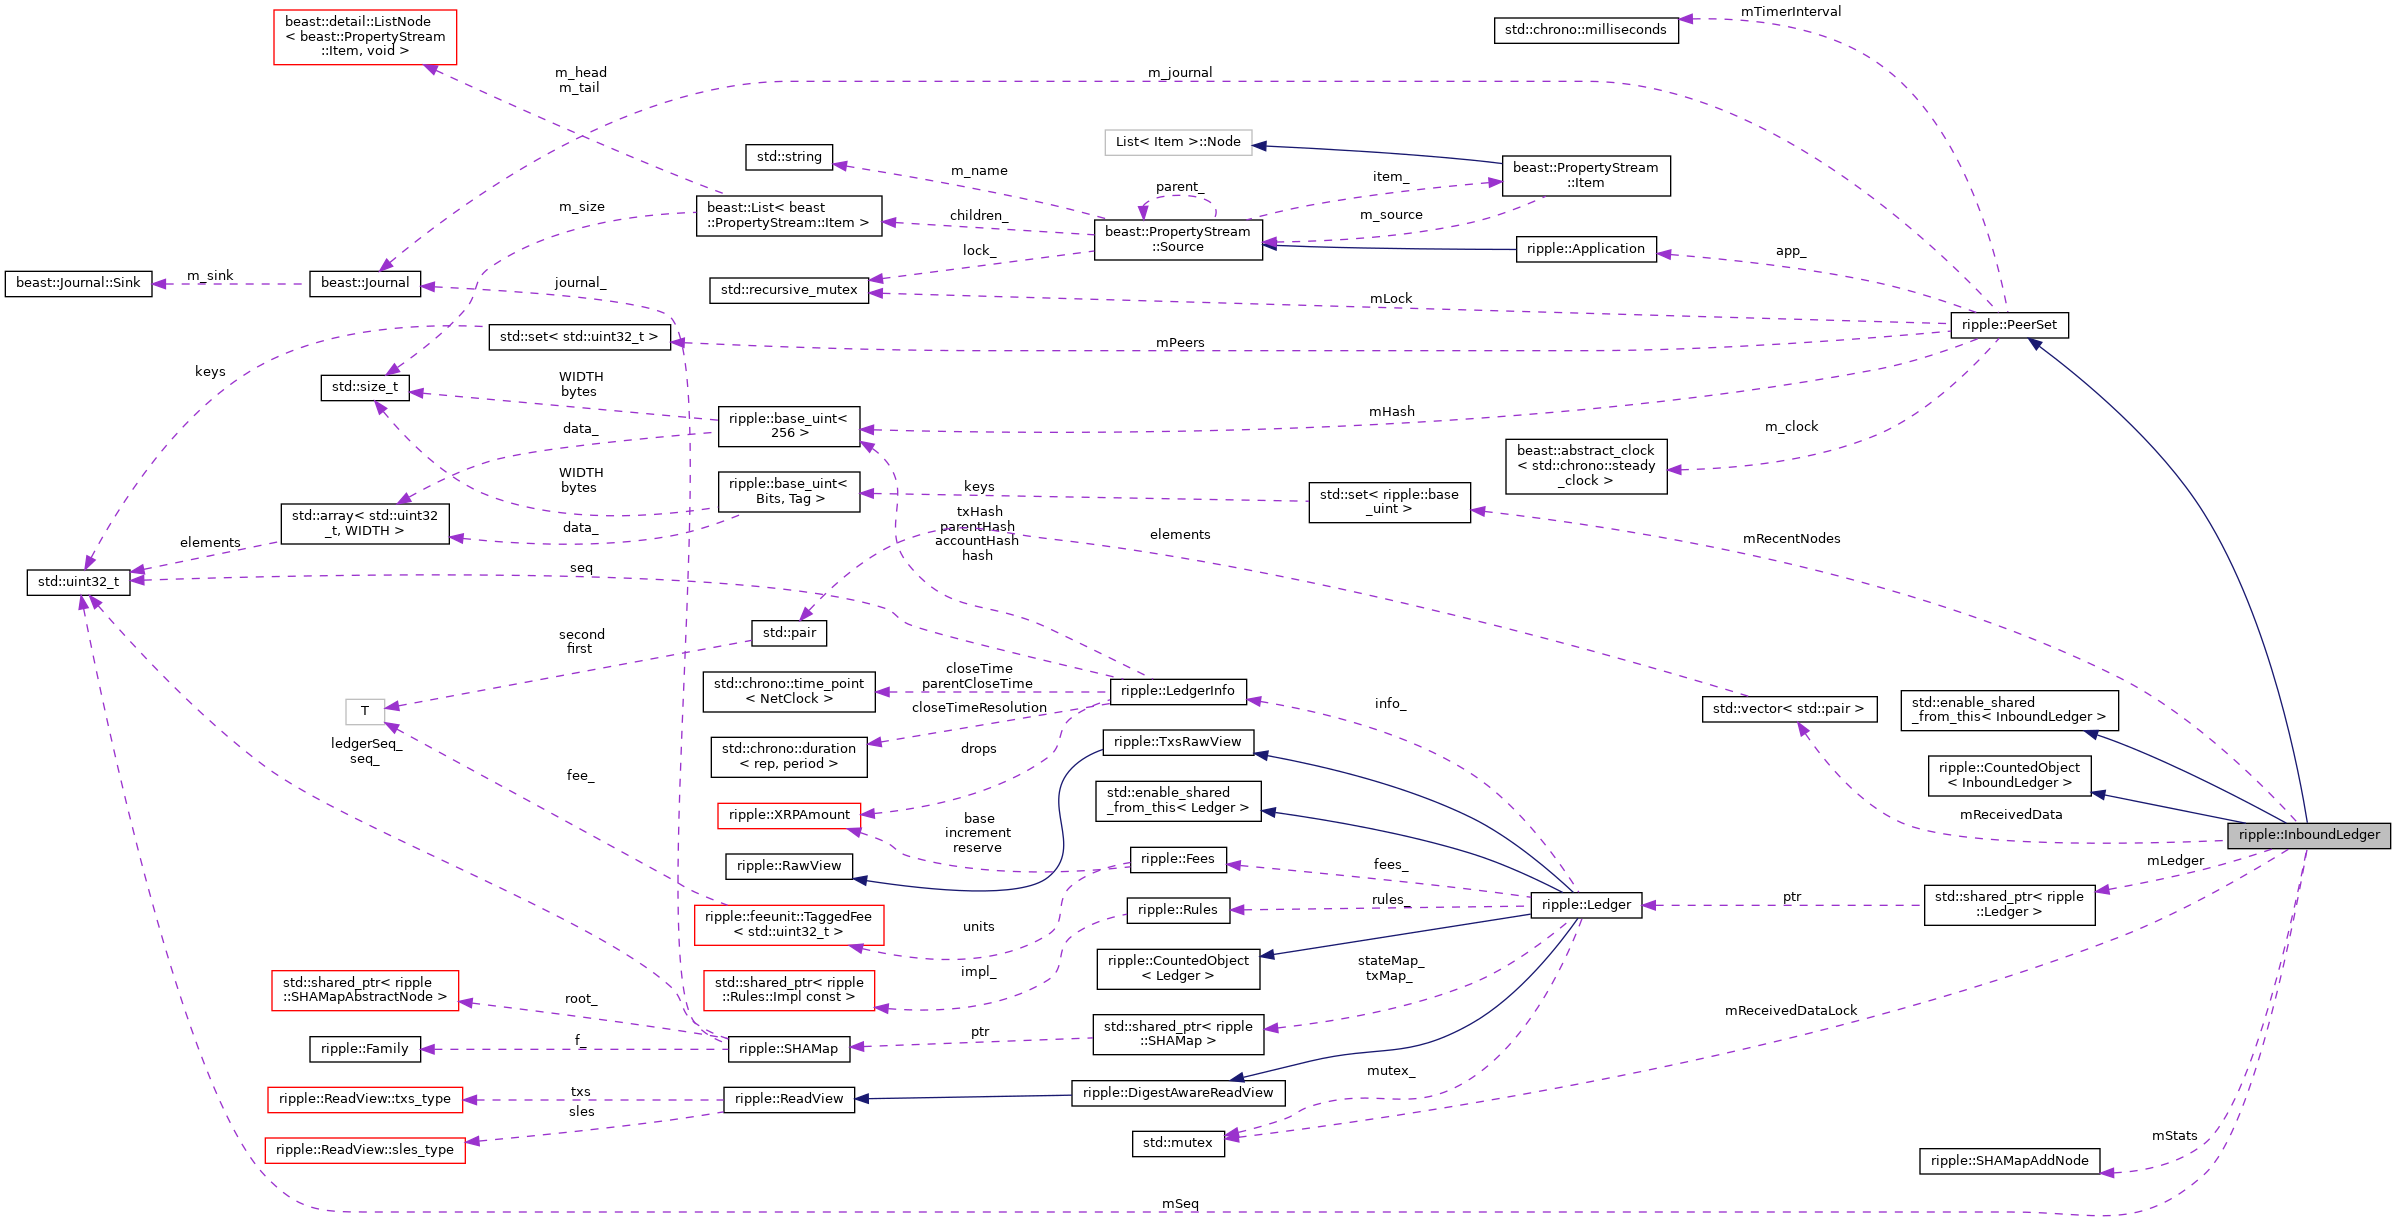 beast::detail::ListNode
< beast::PropertyStream
::Item, void >
std::chrono::milliseconds
mTimerInterval
m_head
m_tail
m_journal
List< Item >::Node
std::string
m_name
parent_
item_
beast::PropertyStream
::Item
m_size
beast::List< beast
::PropertyStream::Item >
children_
beast::PropertyStream
::Source
m_source
ripple::Application
app_
lock_
beast::Journal::Sink
m_sink
beast::Journal
journal_
std::recursive_mutex
mLock
ripple::PeerSet
std::set< std::uint32_t >
mPeers
keys
std::size_t
WIDTH
bytes
ripple::base_uint<
256 >
mHash
m_clock
data_
beast::abstract_clock
< std::chrono::steady
_clock >
WIDTH
bytes
ripple::base_uint<
Bits, Tag >
keys
std::set< ripple::base
_uint >
std::array< std::uint32
_t, WIDTH >
data_
txHash
parentHash
accountHash
hash
elements
mRecentNodes
elements
std::uint32_t
seq
std::pair
second
first
closeTime
parentCloseTime
std::chrono::time_point
< NetClock >
ripple::LedgerInfo
info_
T
std::vector< std::pair >
std::enable_shared
_from_this< InboundLedger >
closeTimeResolution
ledgerSeq_
seq_
std::chrono::duration
< rep, period >
drops
ripple::TxsRawView
ripple::CountedObject
< InboundLedger >
fee_
std::enable_shared
_from_this< Ledger >
ripple::XRPAmount
base
increment
reserve
mReceivedData
ripple::InboundLedger
ripple::RawView
ripple::Fees
fees_
mLedger
ripple::feeunit::TaggedFee
< std::uint32_t >
units
ripple::Rules
rules_
ripple::Ledger
ptr
std::shared_ptr< ripple
::Ledger >
ripple::CountedObject
< Ledger >
std::shared_ptr< ripple
::SHAMapAbstractNode >
root_
std::shared_ptr< ripple
::Rules::Impl const >
impl_
stateMap_
txMap_
mReceivedDataLock
ripple::Family
f_
ripple::SHAMap
ptr
std::shared_ptr< ripple
::SHAMap >
mutex_
ripple::ReadView::txs_type
txs
ripple::ReadView
ripple::DigestAwareReadView
sles
ripple::ReadView::sles_type
std::mutex
mStats
ripple::SHAMapAddNode
mSeq